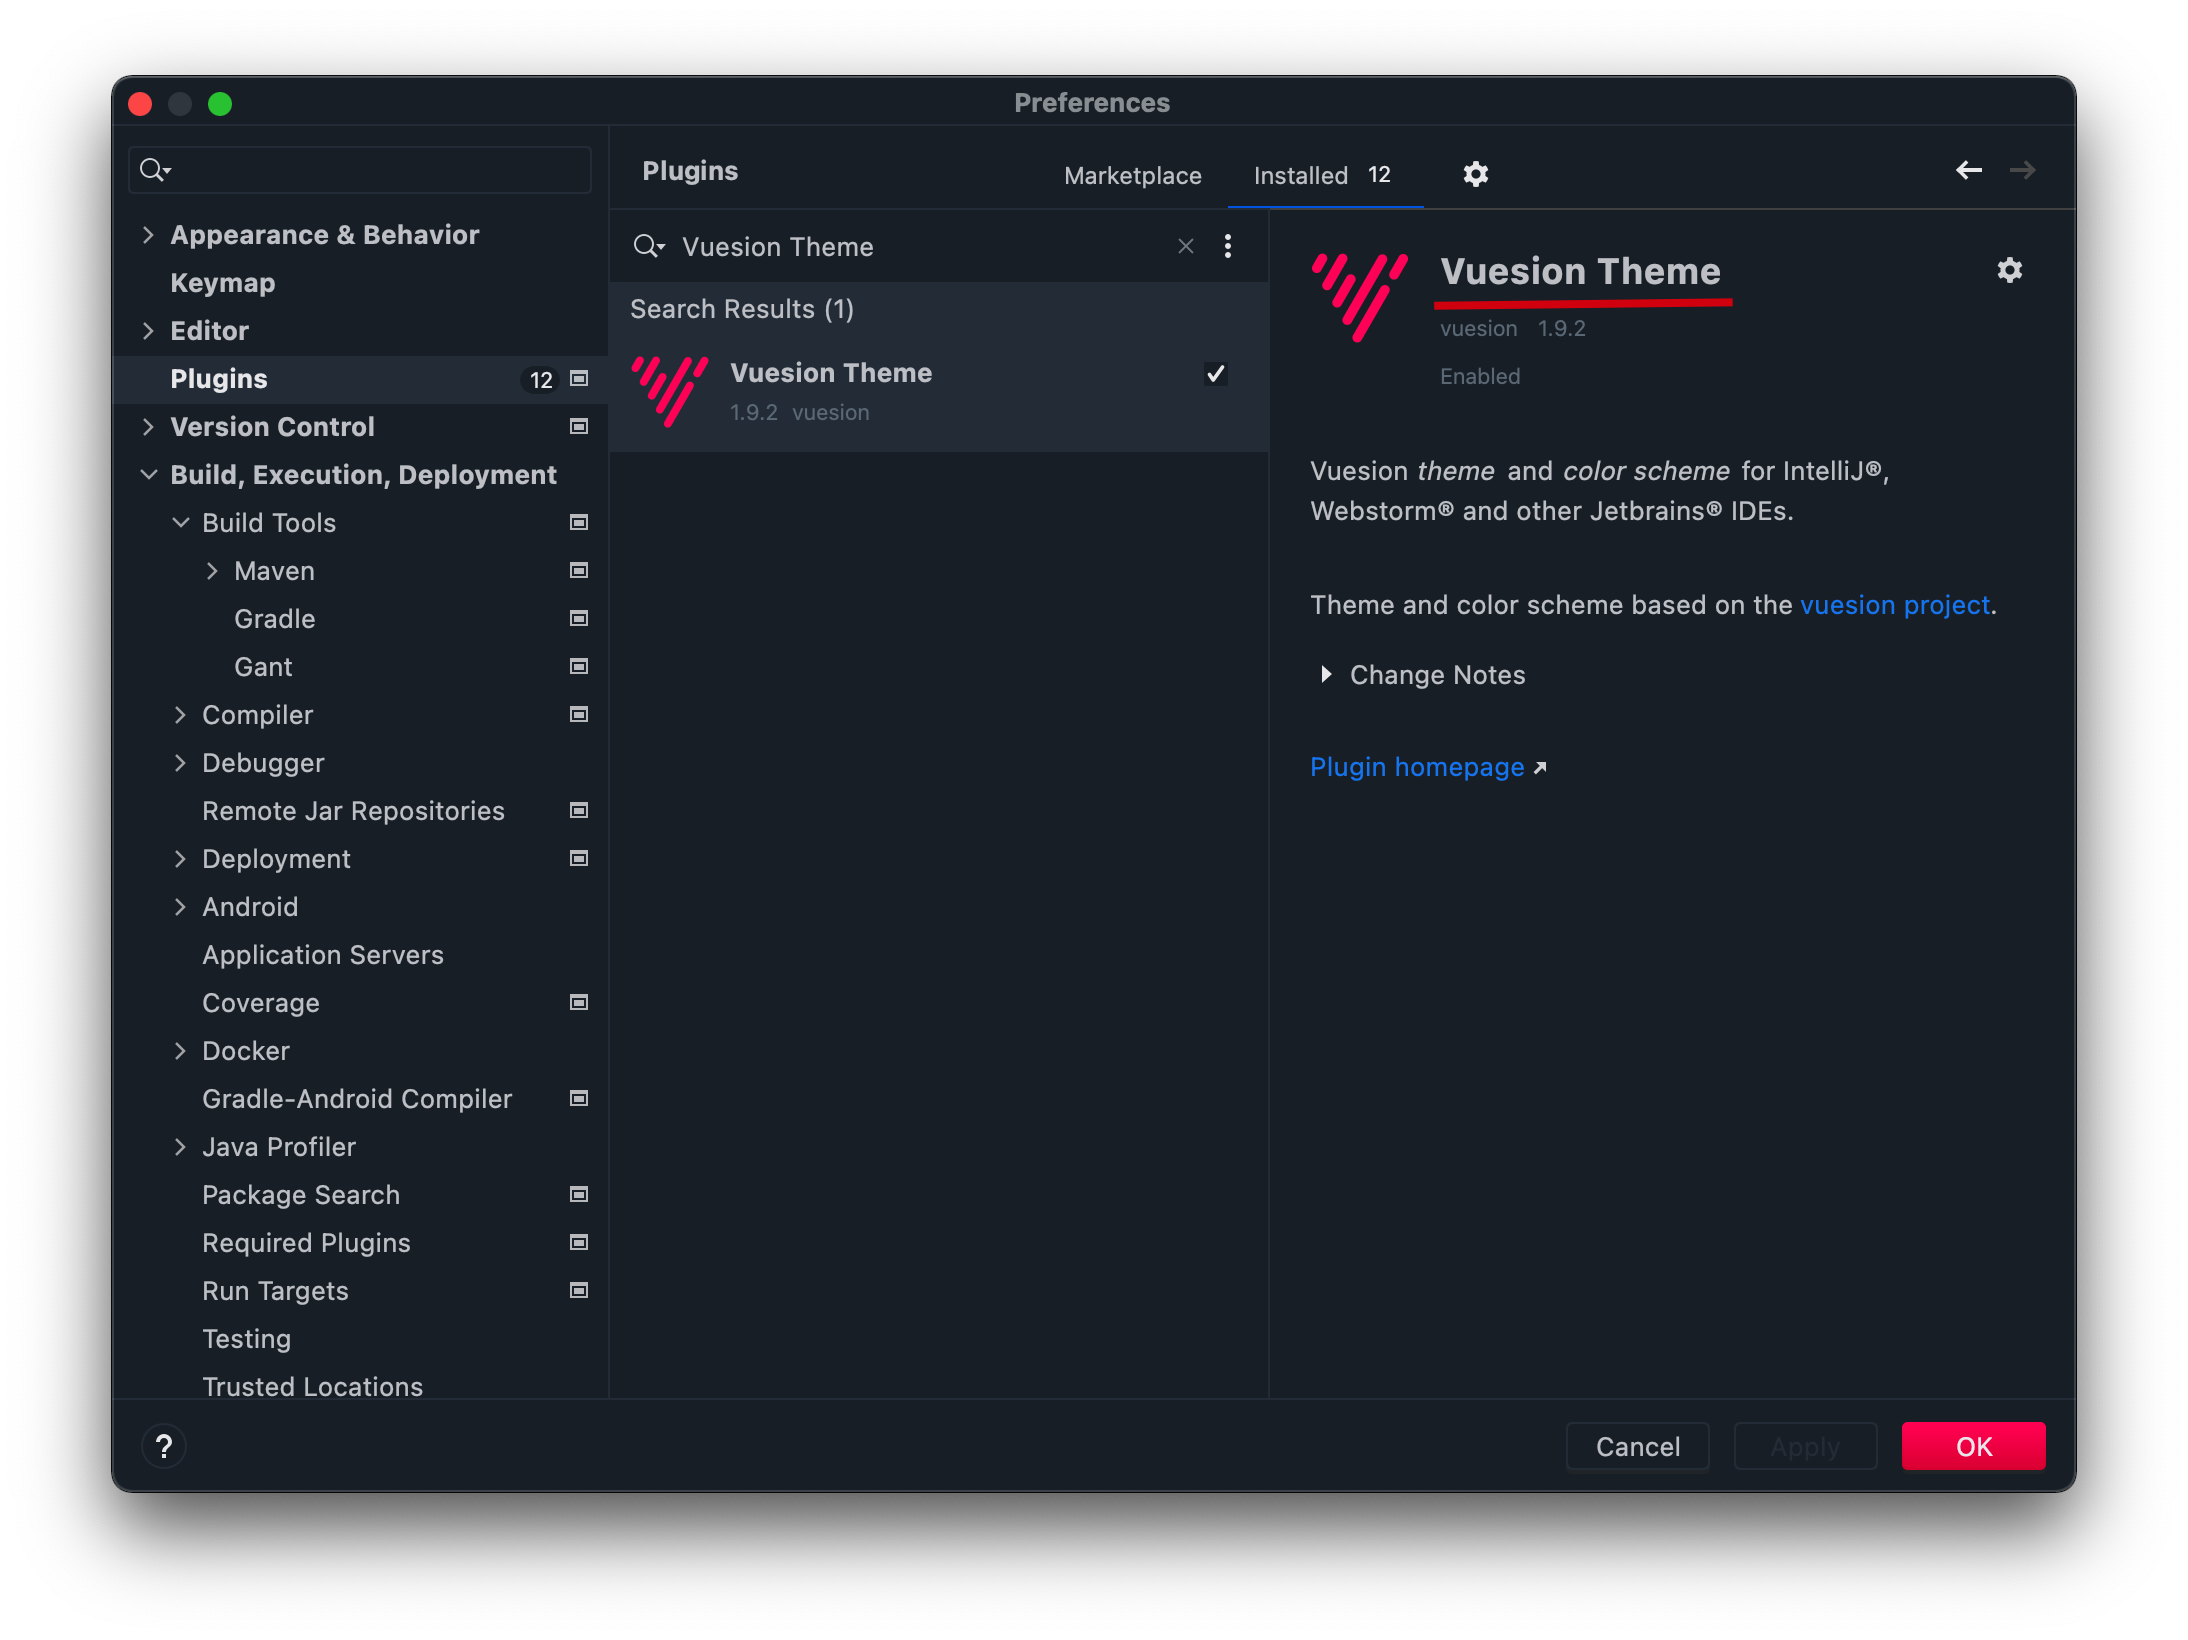 Preferences
Plugins
Marketplace
Installed 12
Appearance & Behavior
Keymap
Editor
Plugins 12
Version Control
Build, Execution, Deployment
Build Tools
Maven
Gradle
Gant
Compiler
Debugger
Remote Jar Repositories
Deployment
Android
Application Servers
Coverage
Docker
Gradle-Android Compiler
Java Profiler
Package Search
Required Plugins
Run Targets
Testing
Trusted Locations
Vuesion Theme
Search Results (1)
Vuesion Theme
1.9.2 vuesion
Vuesion Theme
vuesion 1.9.2
Enabled
Vuesion theme and color scheme for IntelliJ®,
Webstorm® and other Jetbrains® IDEs.
Theme and color scheme based on the vuesion project.
Change Notes
Plugin homepage
?
Cancel
Apply
OK